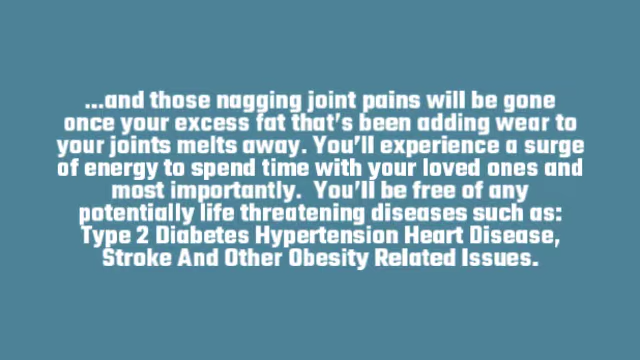 ...and those nagging joint pains will be gone
once your excess fat that's been adding wear to
your joints melts away. You'll experience a surge
of energy to spend time with your loved ones and
most importantly.  You'll be free of any
potentially life threatening diseases such as:
Type 2 Diabetes Hypertension Heart Disease,
Stroke And Other Obesity Related Issues.